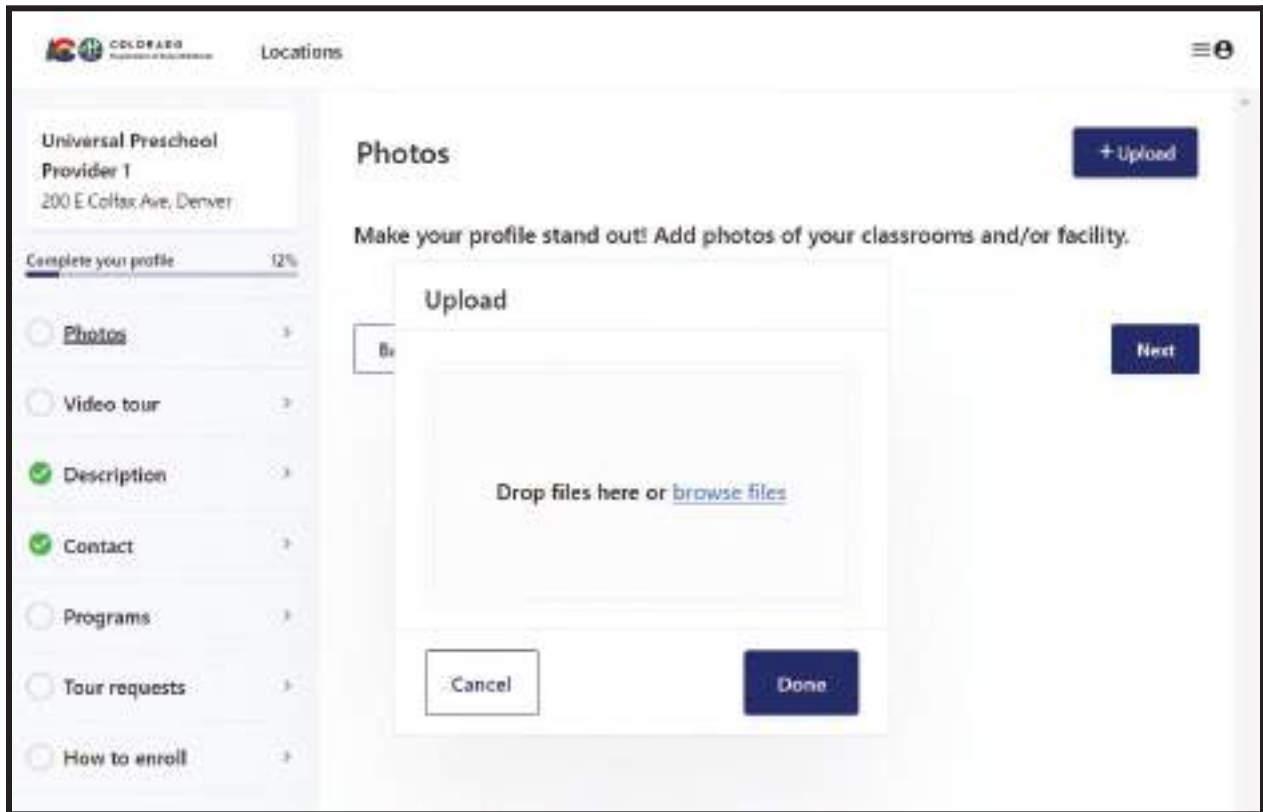 COLORADO
Locations
Universal Preschool
Provider 1
200 E Colfax Ave, Denver
Complete your profile 12%
Photos
Video tour
Description
Contact
Programs
Tour requests
How to enroll
Photos
+ Upload
Make your profile stand out! Add photos of your classrooms and/or facility.
Ba
Next
Upload
Drop files here or browse files
Cancel
Done